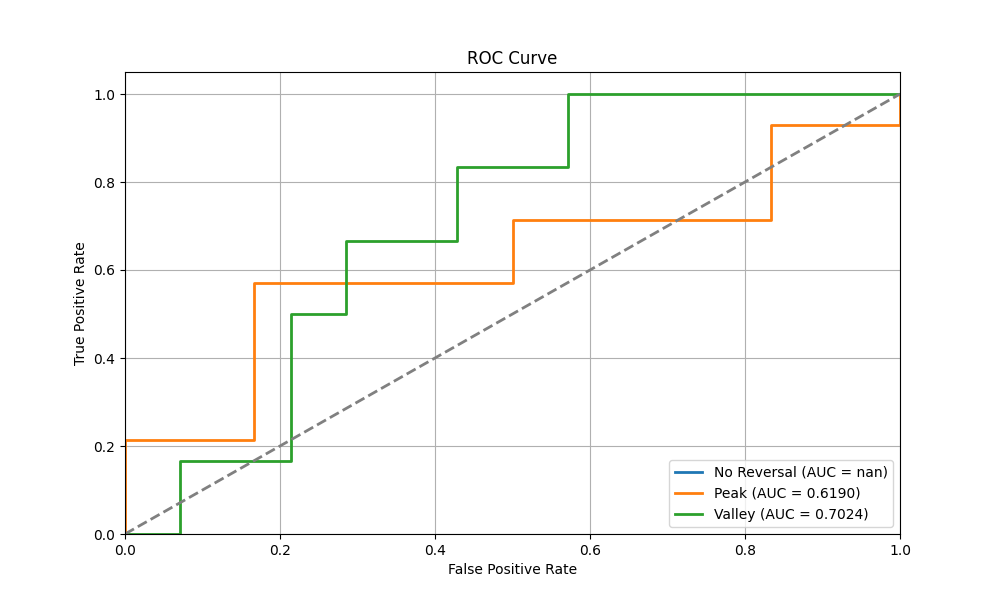 ROC Curve
True Positive Rate
1.0
0.8
0.6
0.4
0.2
0.0
No Reversal (AUC = nan)
Peak (AUC = 0.6190)
Valley (AUC = 0.7024)
0.0 0.2 0.4 0.6 0.8 1.0
False Positive Rate